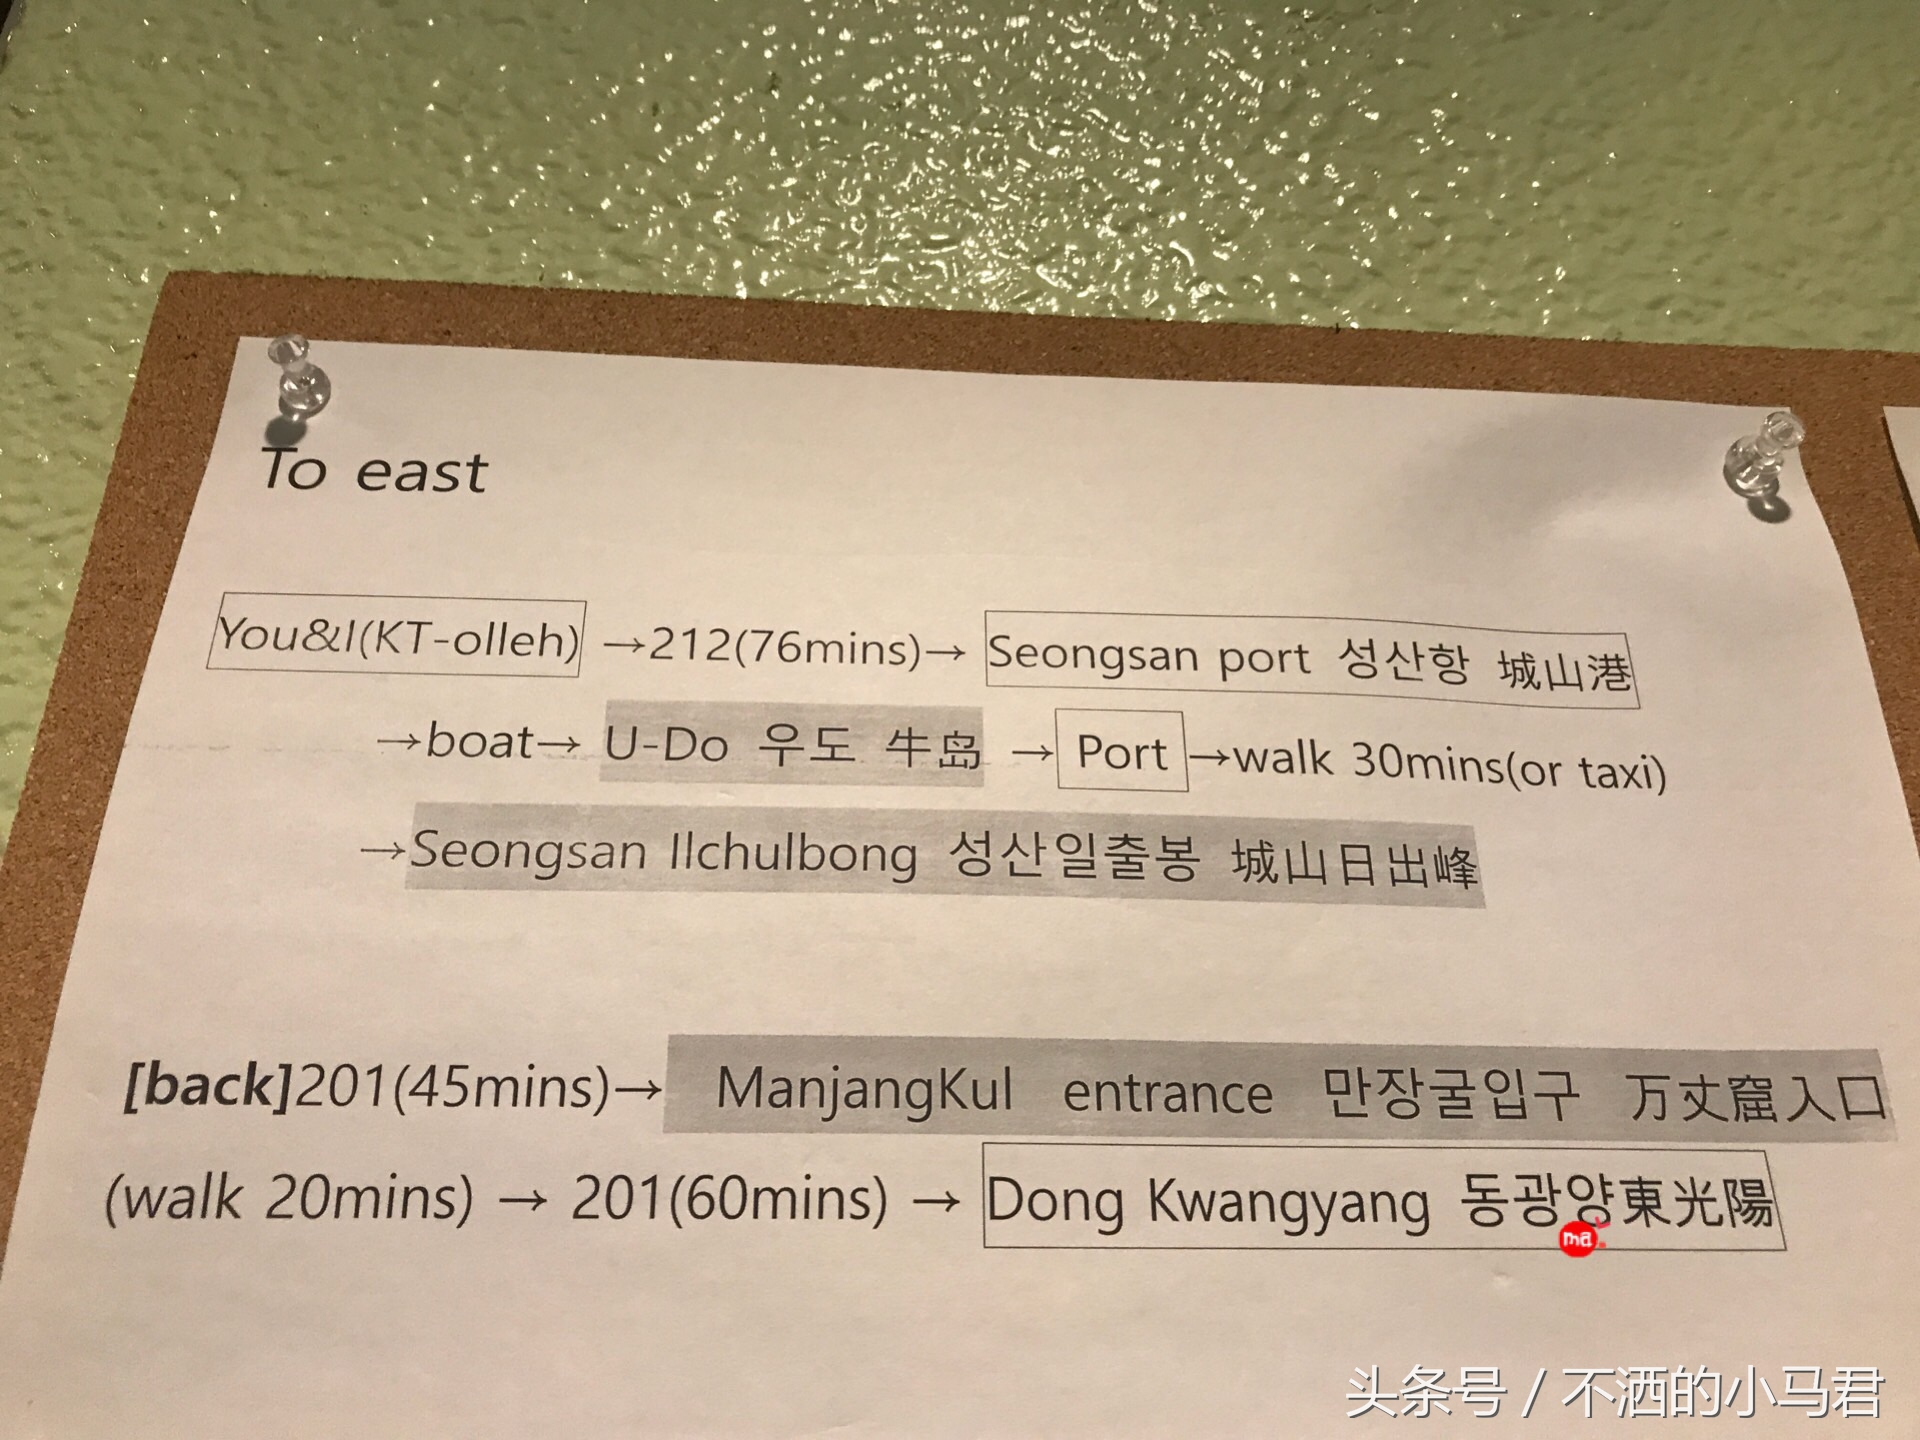 To east
You&I(KT-olleh) →212(76mins)→ Seongsan port 성산항 城山港
→boat→ U-Do 우도 牛岛 → Port →walk 30mins(or taxi)
→Seongsan Ilchulbong 성산일출봉 城山日出峰
[back]201(45mins)→ ManjangKul entrance 만장굴입구 万丈窟入口
(walk 20mins) → 201(60mins) → Dong Kwangyang 동광양東光陽
ma
头条号 / 不洒的小马君